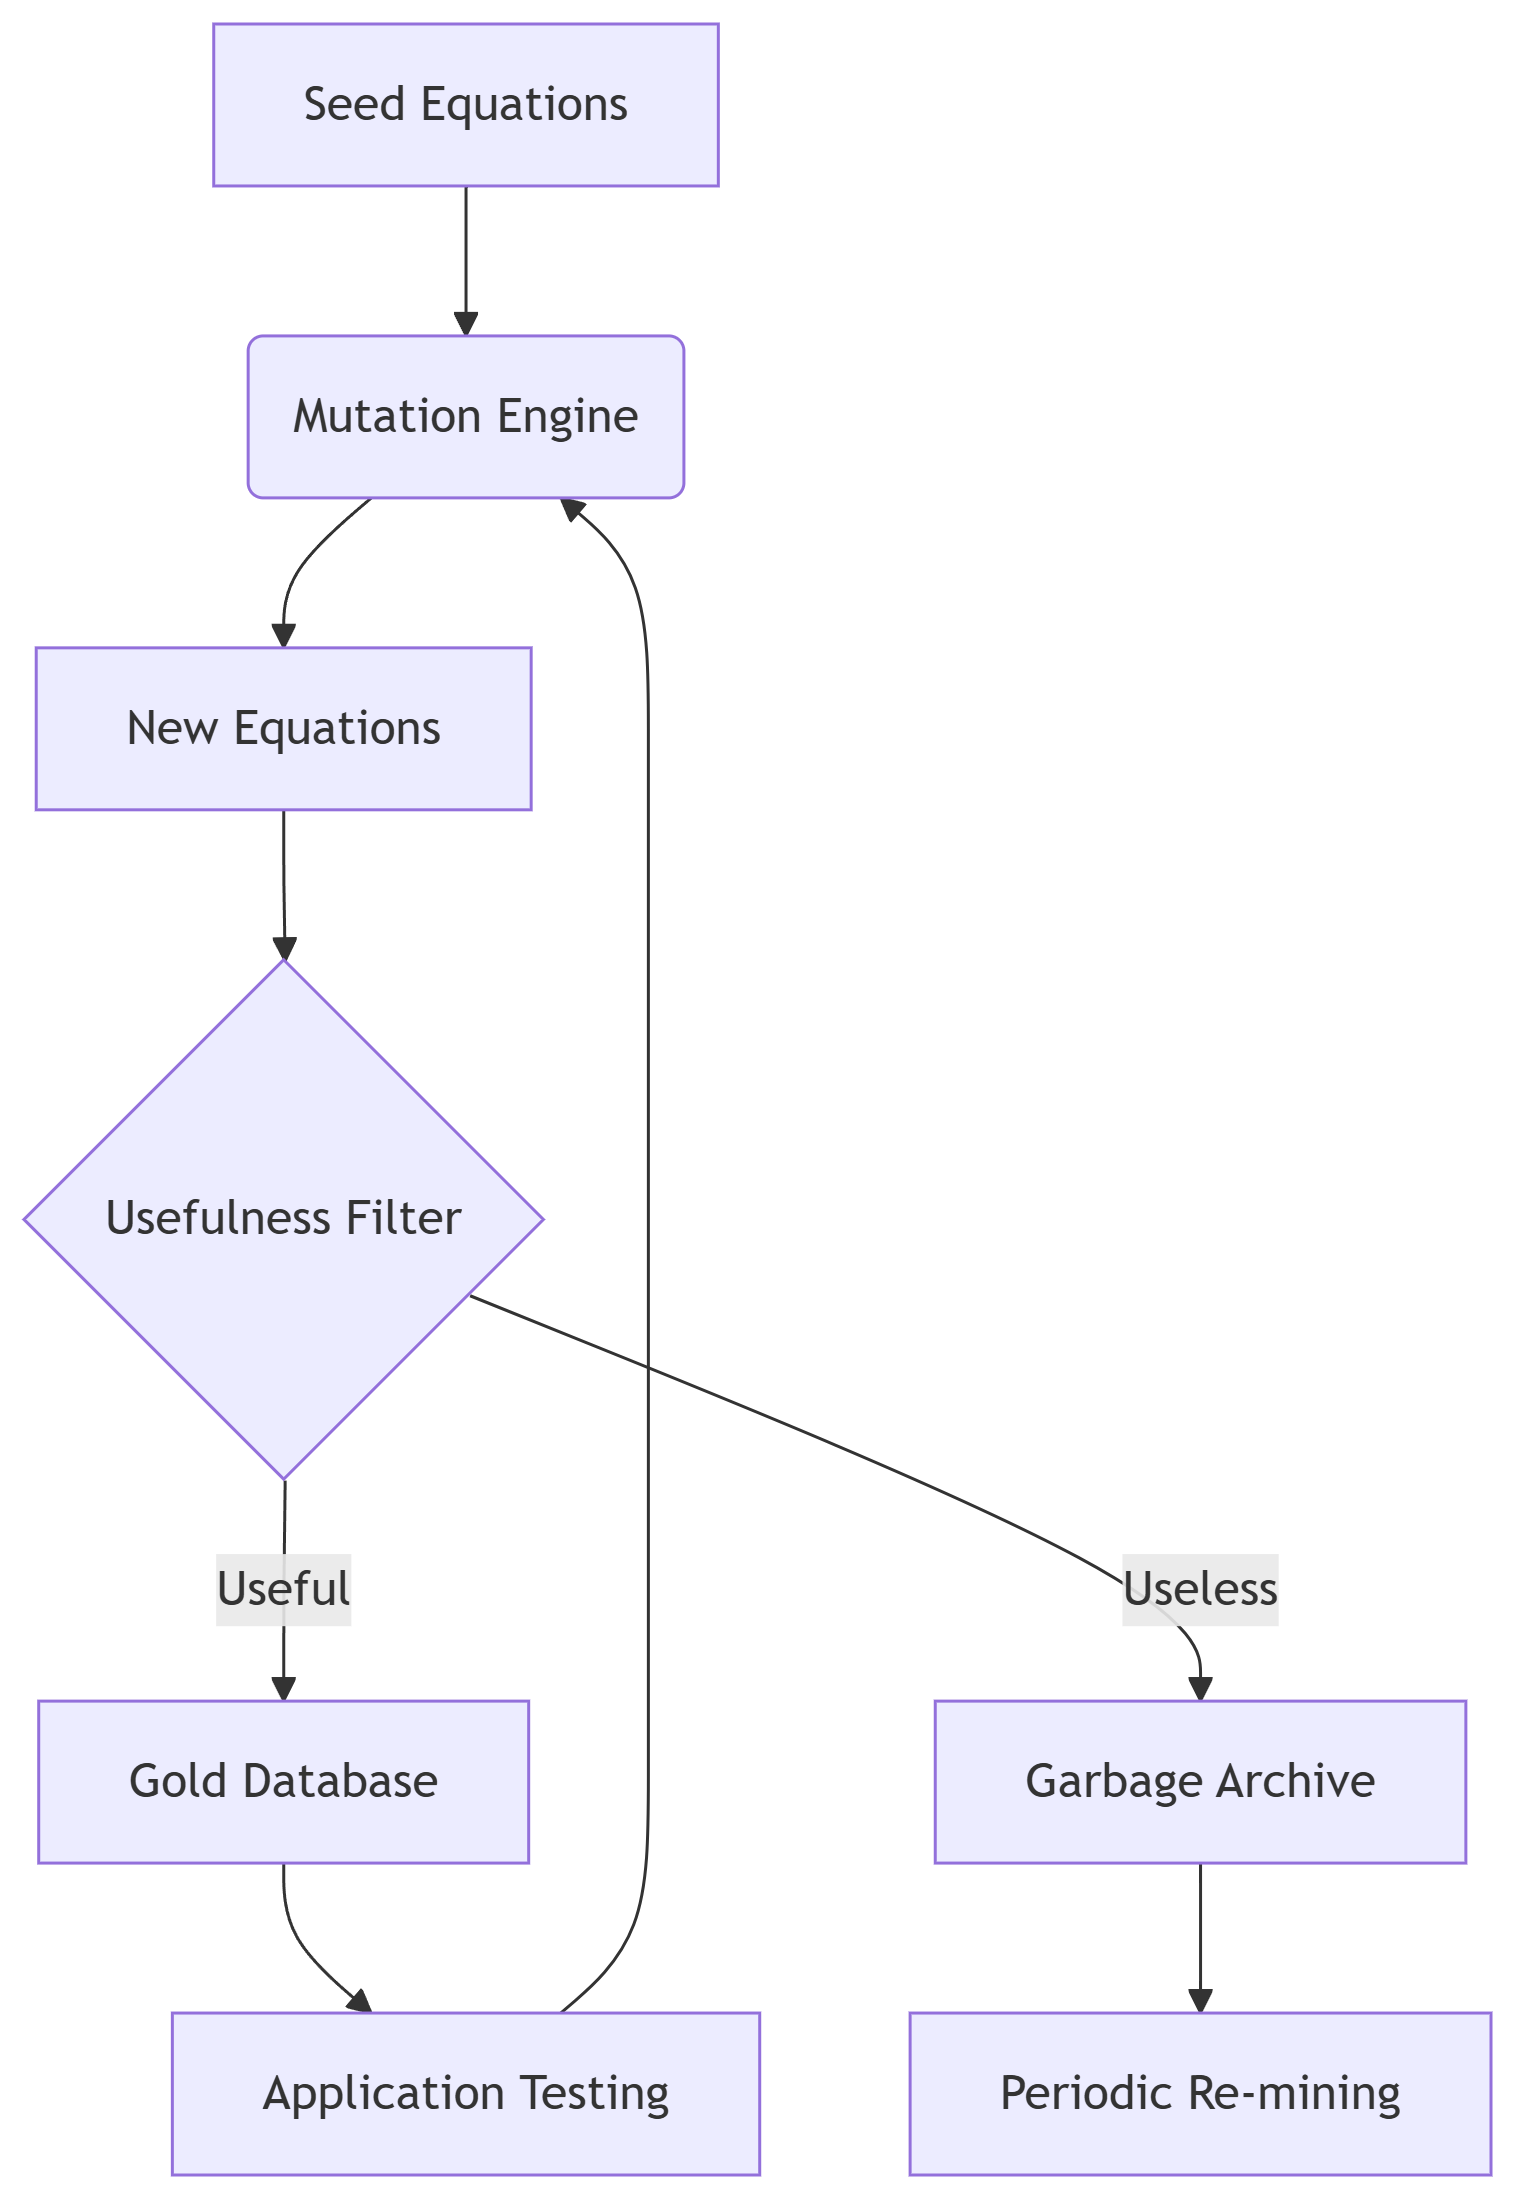 Seed Equations
Mutation Engine
New Equations
Usefulness Filter
Useful
Useless
Gold Database
Garbage Archive
Application Testing
Periodic Re-mining